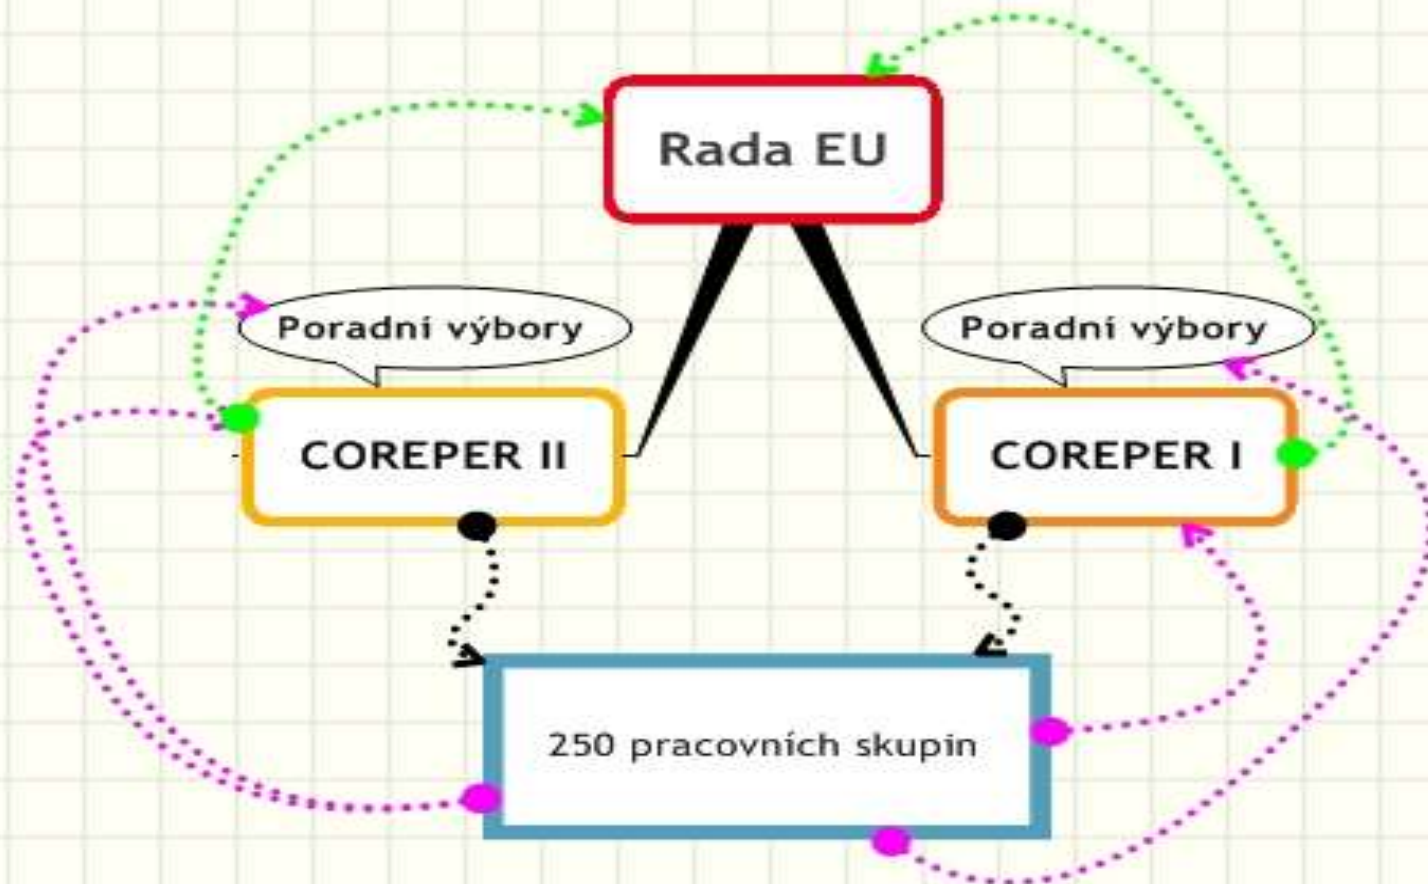 Rada EU
Poradní výbory
Poradní výbory
COREPER II
COREPER I
250 pracovních skupin